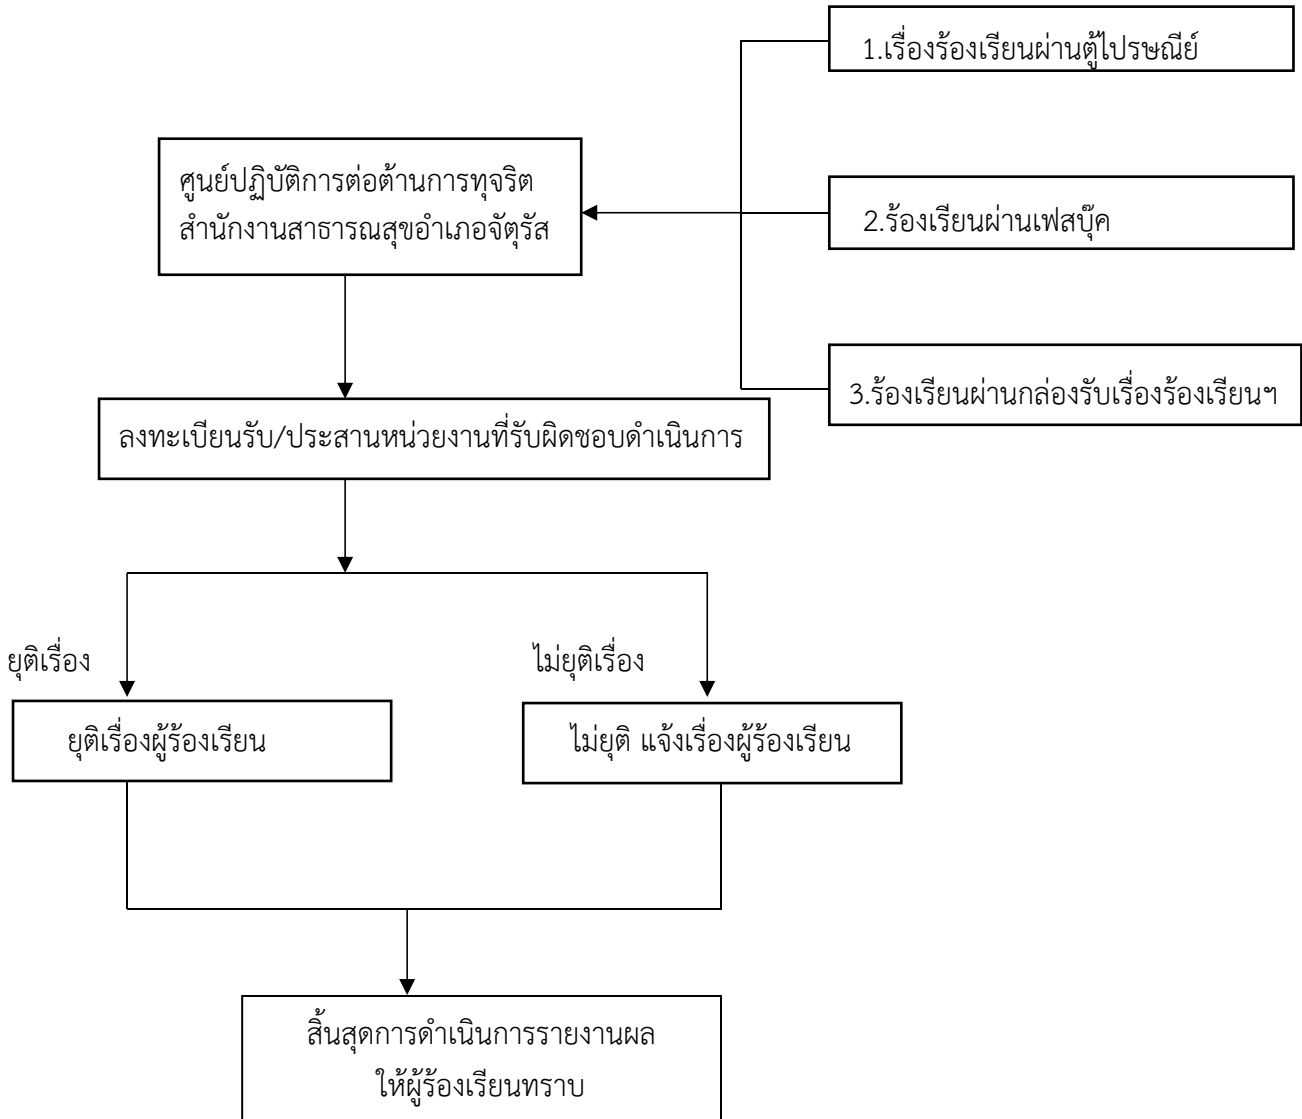 1.เรื่องร้องเรียนผ่านตู้ไปรษณีย์
ศูนย์ปฏิบัติการต่อต้านการทุจริต
สำนักงานสาธารณสุขอำเภอจัตุรัส
2.ร้องเรียนผ่านเฟสบุ๊ค
3.ร้องเรียนผ่านกล่องรับเรื่องร้องเรียนฯ
ลงทะเบียนรับ/ประสานหน่วยงานที่รับผิดชอบดำเนินการ
ยุติเรื่อง
ไม่ยุติเรื่อง
ยุติเรื่องผู้ร้องเรียน
ไม่ยุติ แจ้งเรื่องผู้ร้องเรียน
สิ้นสุดการดำเนินการรายงานผล
ให้ผู้ร้องเรียนทราบ